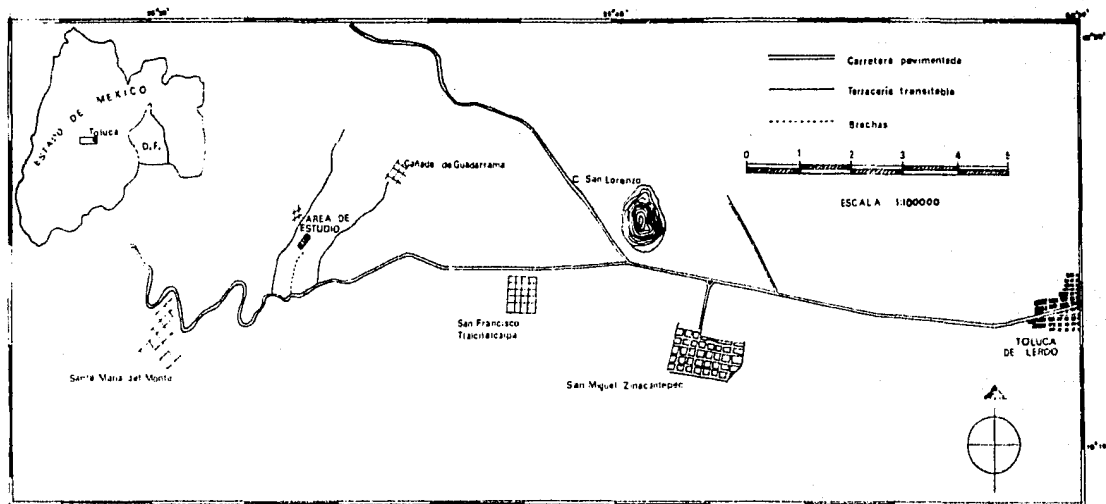 Carretera pavimentada
Terraceria transitable
Brechas
0 1 2 3 4 5
ESCALA 1:100000
ESTADO DE MEXICO
Toluca
D.F.
Cañada de Guadarrama
C. San Lorenzo
AREA DE
ESTUDIO
San Francisco
TOLUCA
DE LERDO
Santa Maria del Monte
San Miguel Zinacantepec